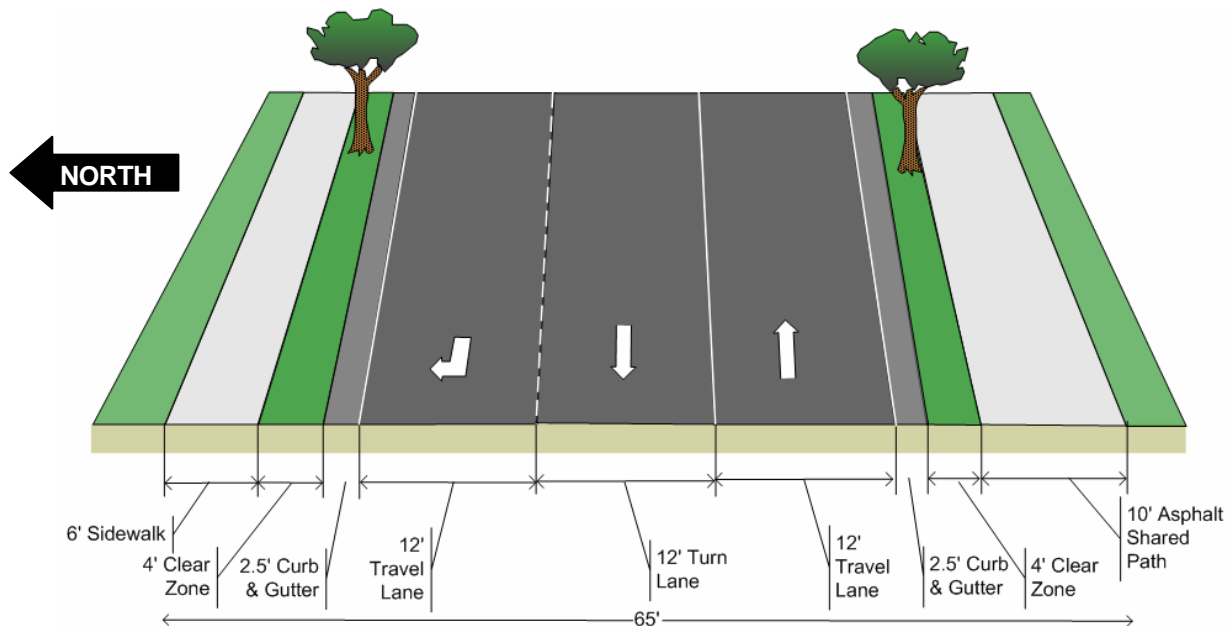 NORTH
6' Sidewalk
4' Clear
Zone
2.5' Curb
& Gutter
12'
Travel
Lane
12' Turn
Lane
12'
Travel
Lane
2.5' Curb
& Gutter
4' Clear
Zone
10' Asphalt
Shared
Path
65'